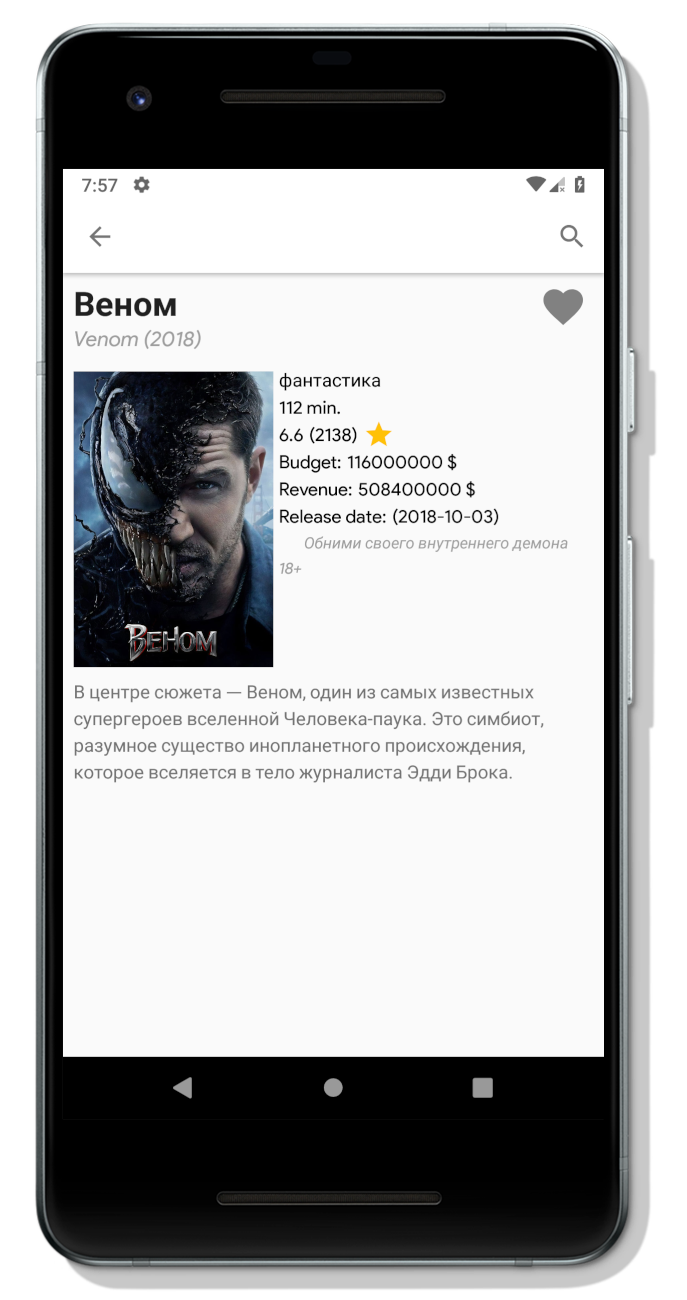 7:57
Веном
Venom (2018)
фантастика
112 min.
6.6 (2138)
Budget: 116000000 $
Revenue: 508400000 $
Release date: (2018-10-03)
Обними своего внутреннего демона
18+
ВЕНОМ
В центре сюжета — Веном, один из самых известных
супергероев вселенной Человека-паука. Это симбиот,
разумное существо инопланетного происхождения,
которое вселяется в тело журналиста Эдди Брока.